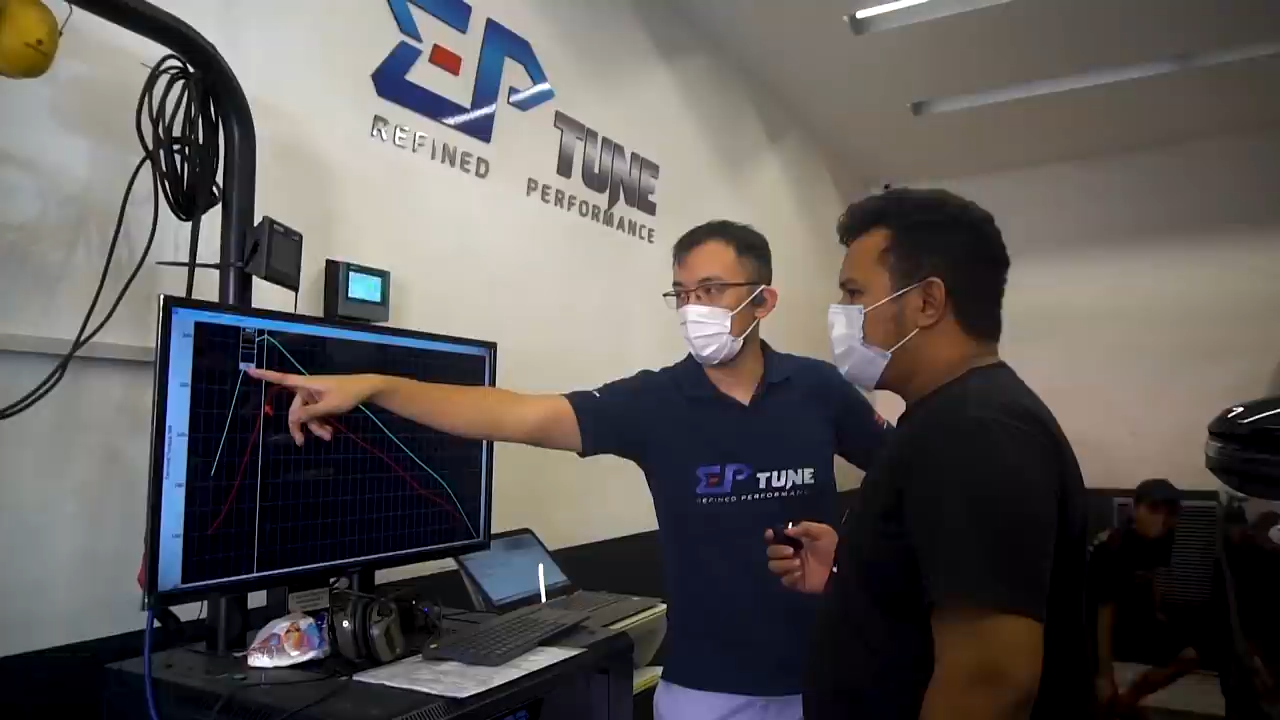 EP
REFINED
TUNE
PERFORMANCE
EP TUNE
REFINED PERFORMANCE